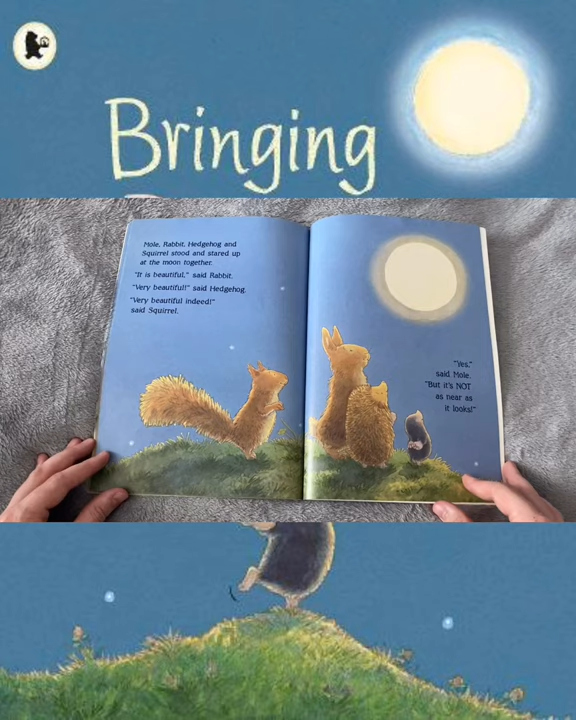 Bringing
Mole, Rabbit, Hedgehog and
Squirrel stood and stared up
at the moon together.
"It is beautiful," said Rabbit.
"Very beautiful!" said Hedgehog.
"Very beautiful indeed!"
said Squirrel.
"Yes,"
said Mole.
"But it's NOT
as near as
it looks!"